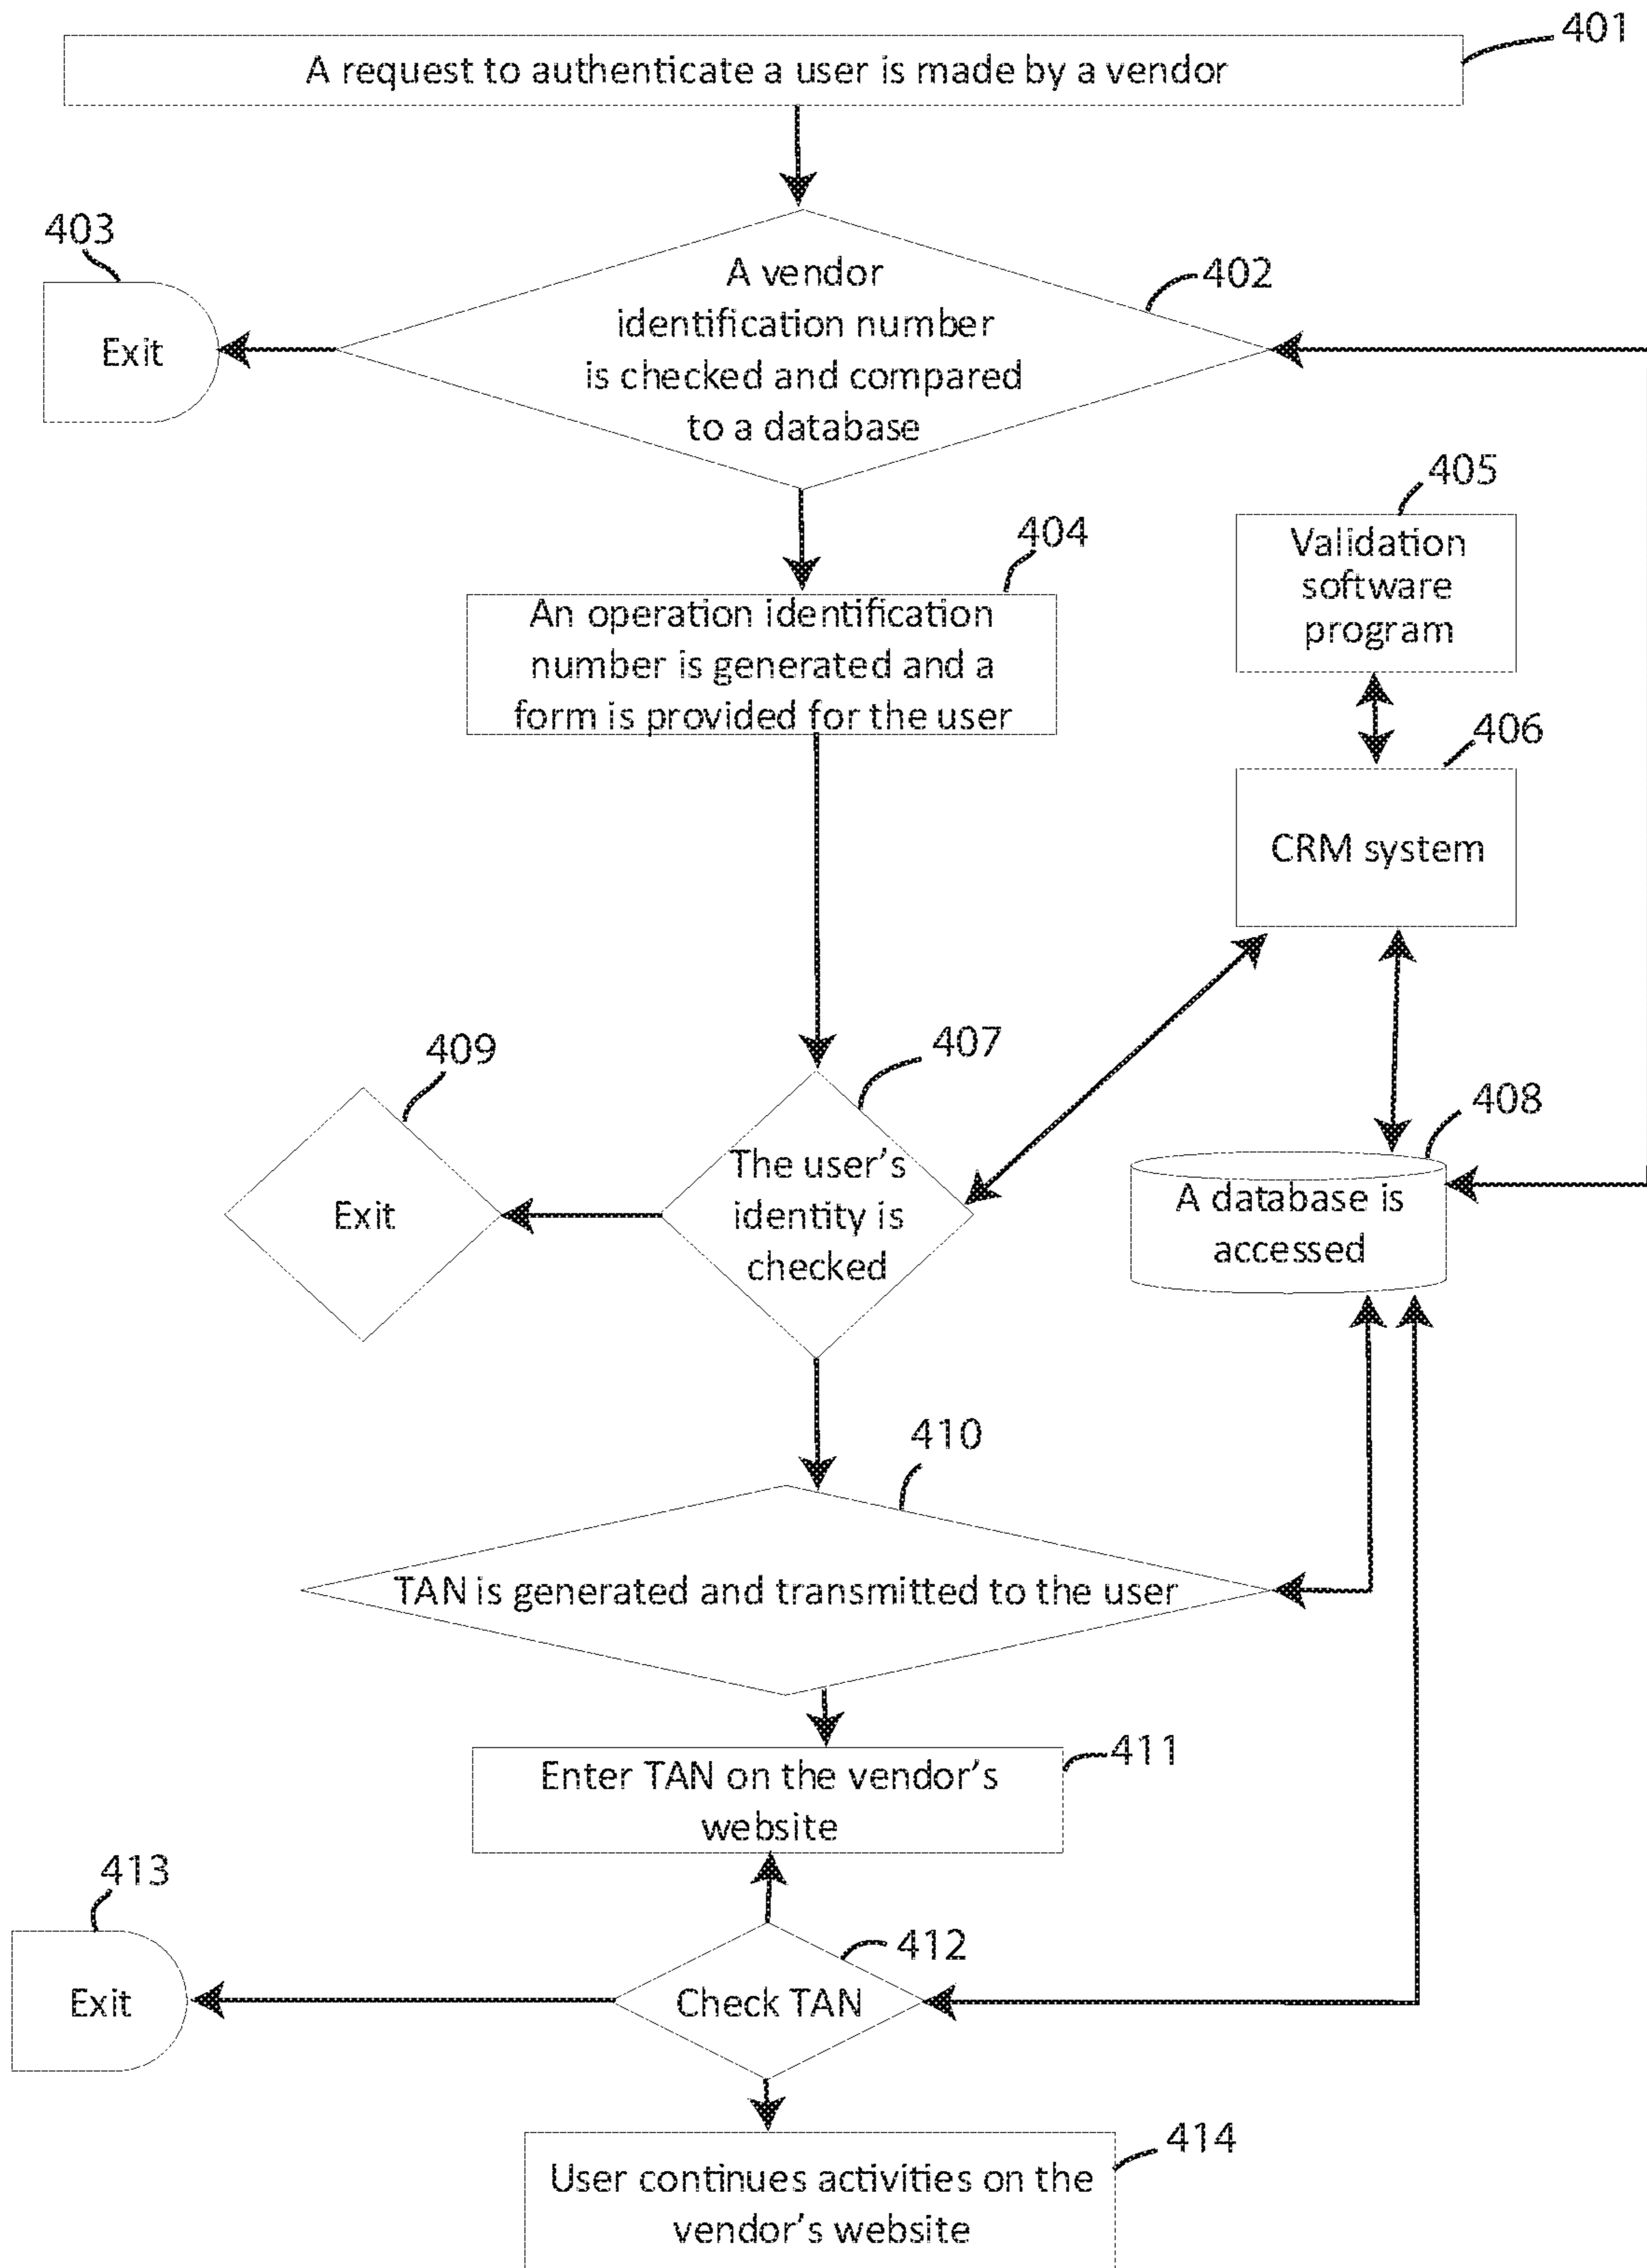 401
A request to authenticate a user is made by a vendor
403
402
A vendor
identification number
is checked and compared
to a database
Exit
405
Validation
software
program
404
An operation identification
number is generated and a
form is provided for the user
406
CRM system
409
407
The user's
identity is
checked
Exit
408
A database is
accessed
410
TAN is generated and transmitted to the user
411
Enter TAN on the vendor's
website
413
412
Exit
Check TAN
414
User continues activities on the
vendor's website